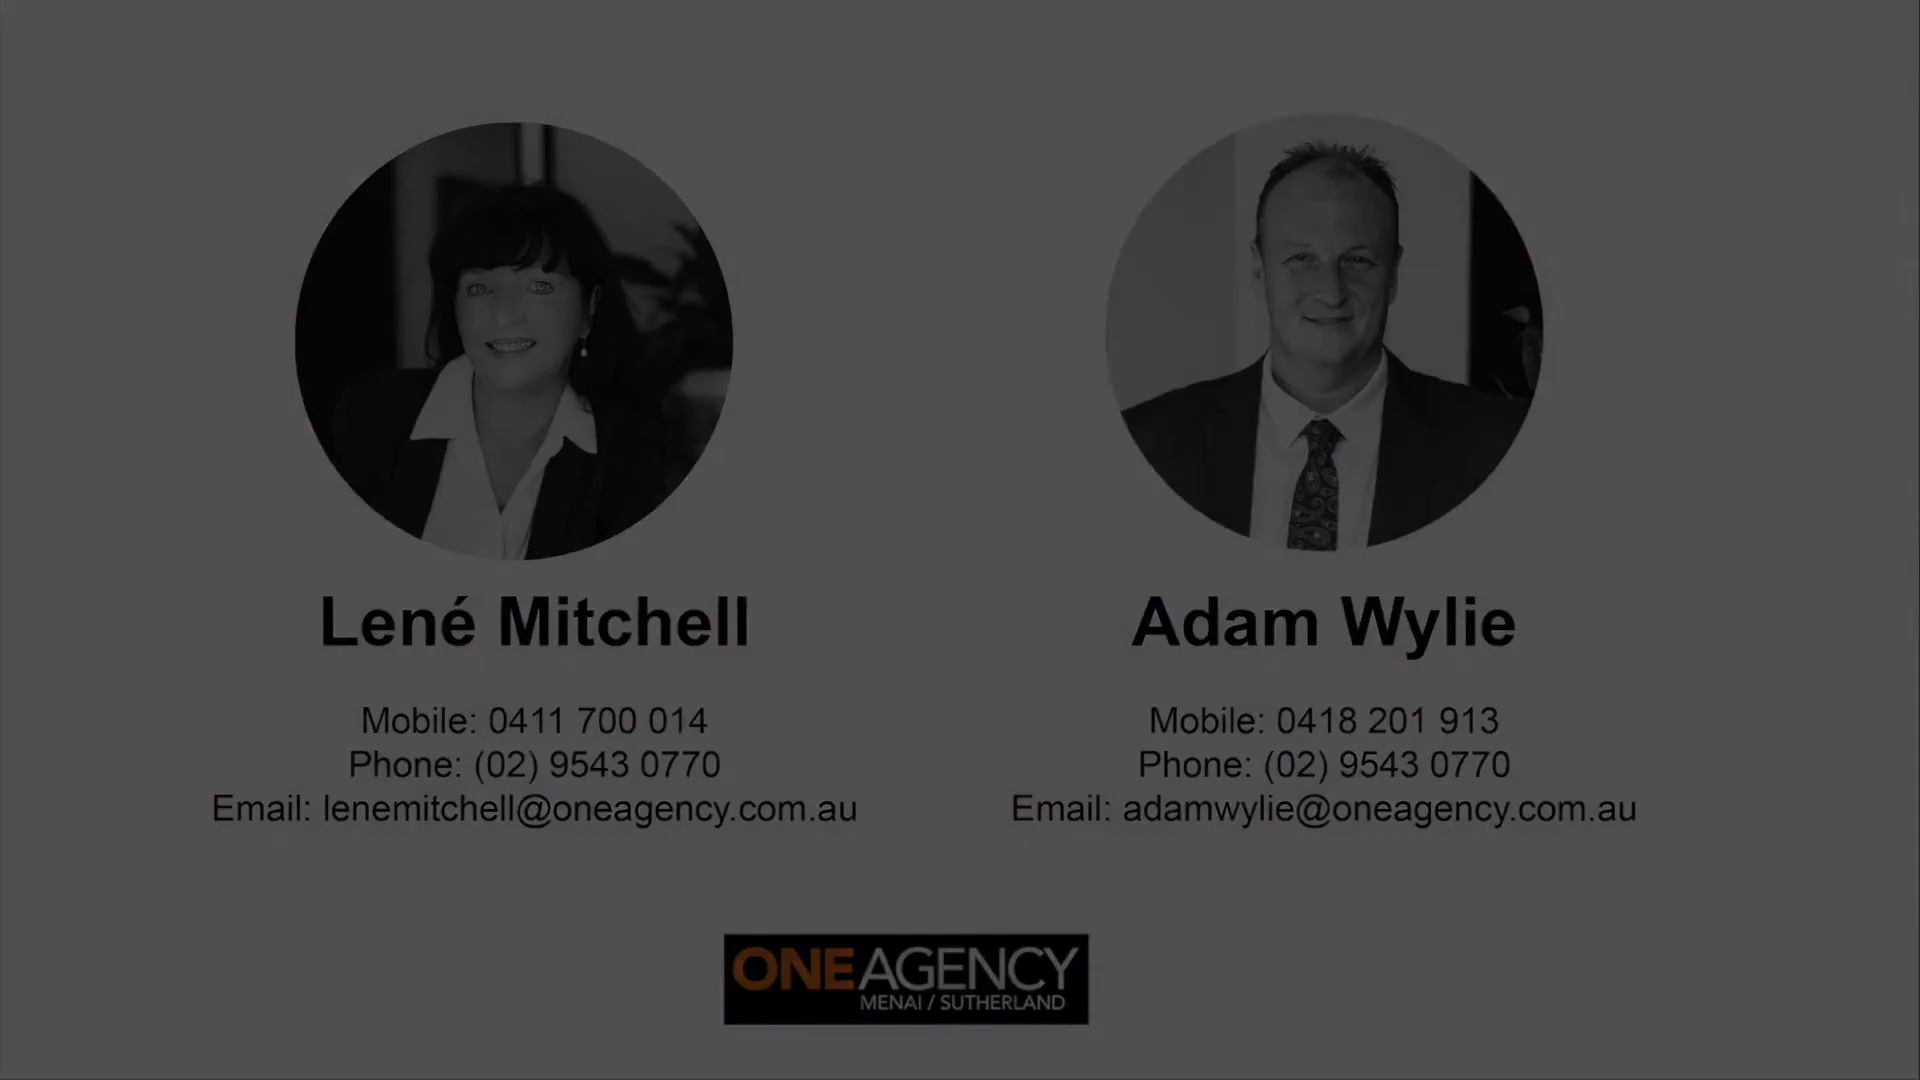 Lené Mitchell
Mobile: 0411 700 014
Phone: (02) 9543 0770
Email: lenemitchell@oneagency.com.au
Adam Wylie
Mobile: 0418 201 913
Phone: (02) 9543 0770
Email: adamwylie@oneagency.com.au
ONEAGENCY
MENAI / SUTHERLAND